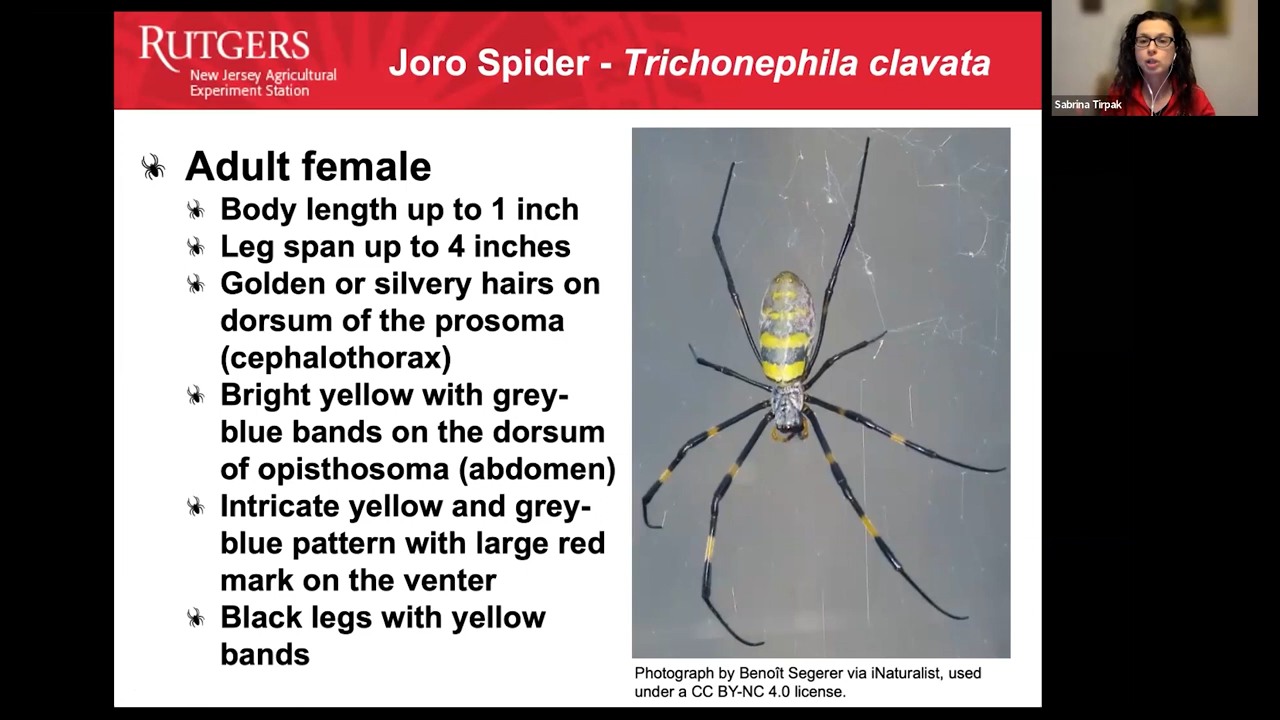 RUTGERS
New Jersey Agricultural
Experiment Station
Joro Spider - Trichonephila clavata
Sabrina Tirpak
Adult female
Body length up to 1 inch
Leg span up to 4 inches
Golden or silvery hairs on
dorsum of the prosoma
(cephalothorax)
Bright yellow with grey-
blue bands on the dorsum
of opisthosoma (abdomen)
Intricate yellow and grey-
blue pattern with large red
mark on the venter
Black legs with yellow
bands
Photograph by Benoît Segerer via iNaturalist, used
under a CC BY-NC 4.0 license.